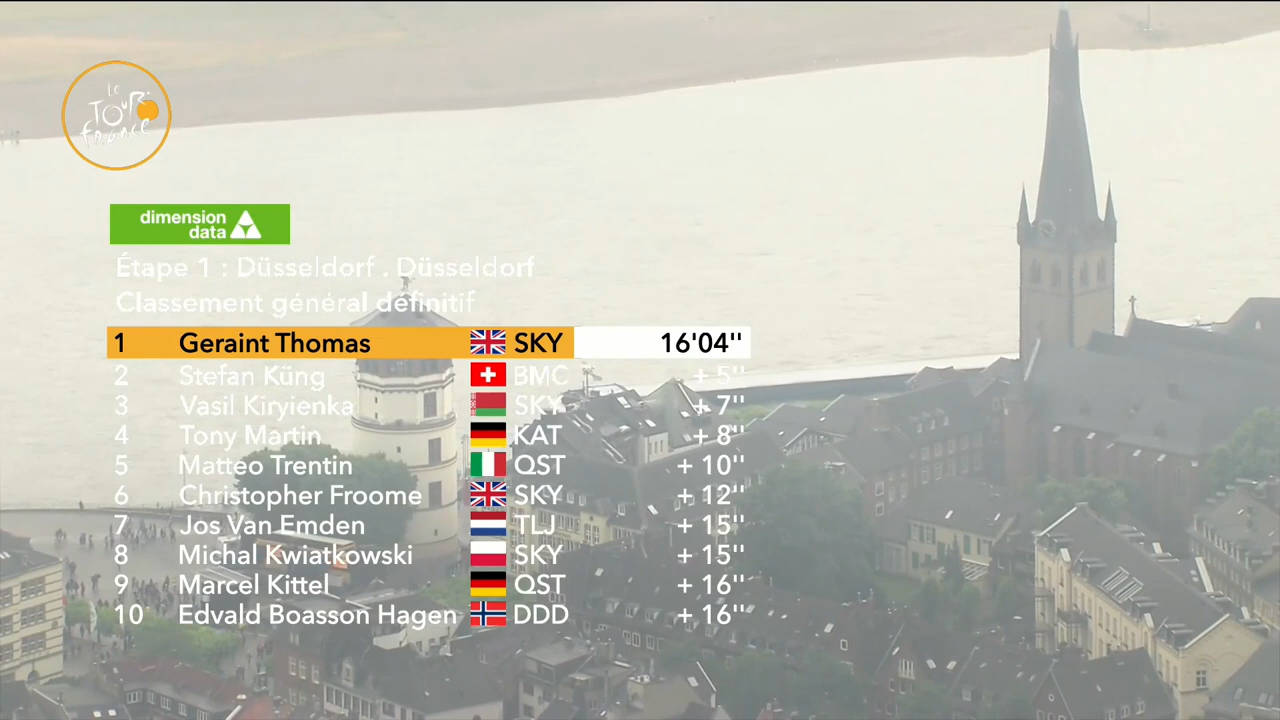 le
TOUR
de
france
dimension
data
Étape 1 : Düsseldorf . Düsseldorf
Classement général définitif
1 Geraint Thomas SKY 16'04''
2 Stefan Küng BMC + 5''
3 Vasil Kiryienka SKY + 7''
4 Tony Martin KAT + 8''
5 Matteo Trentin QST + 10''
6 Christopher Froome SKY + 12''
7 Jos Van Emden TLJ + 15''
8 Michal Kwiatkowski SKY + 15''
9 Marcel Kittel QST + 16''
10 Edvald Boasson Hagen DDD + 16''